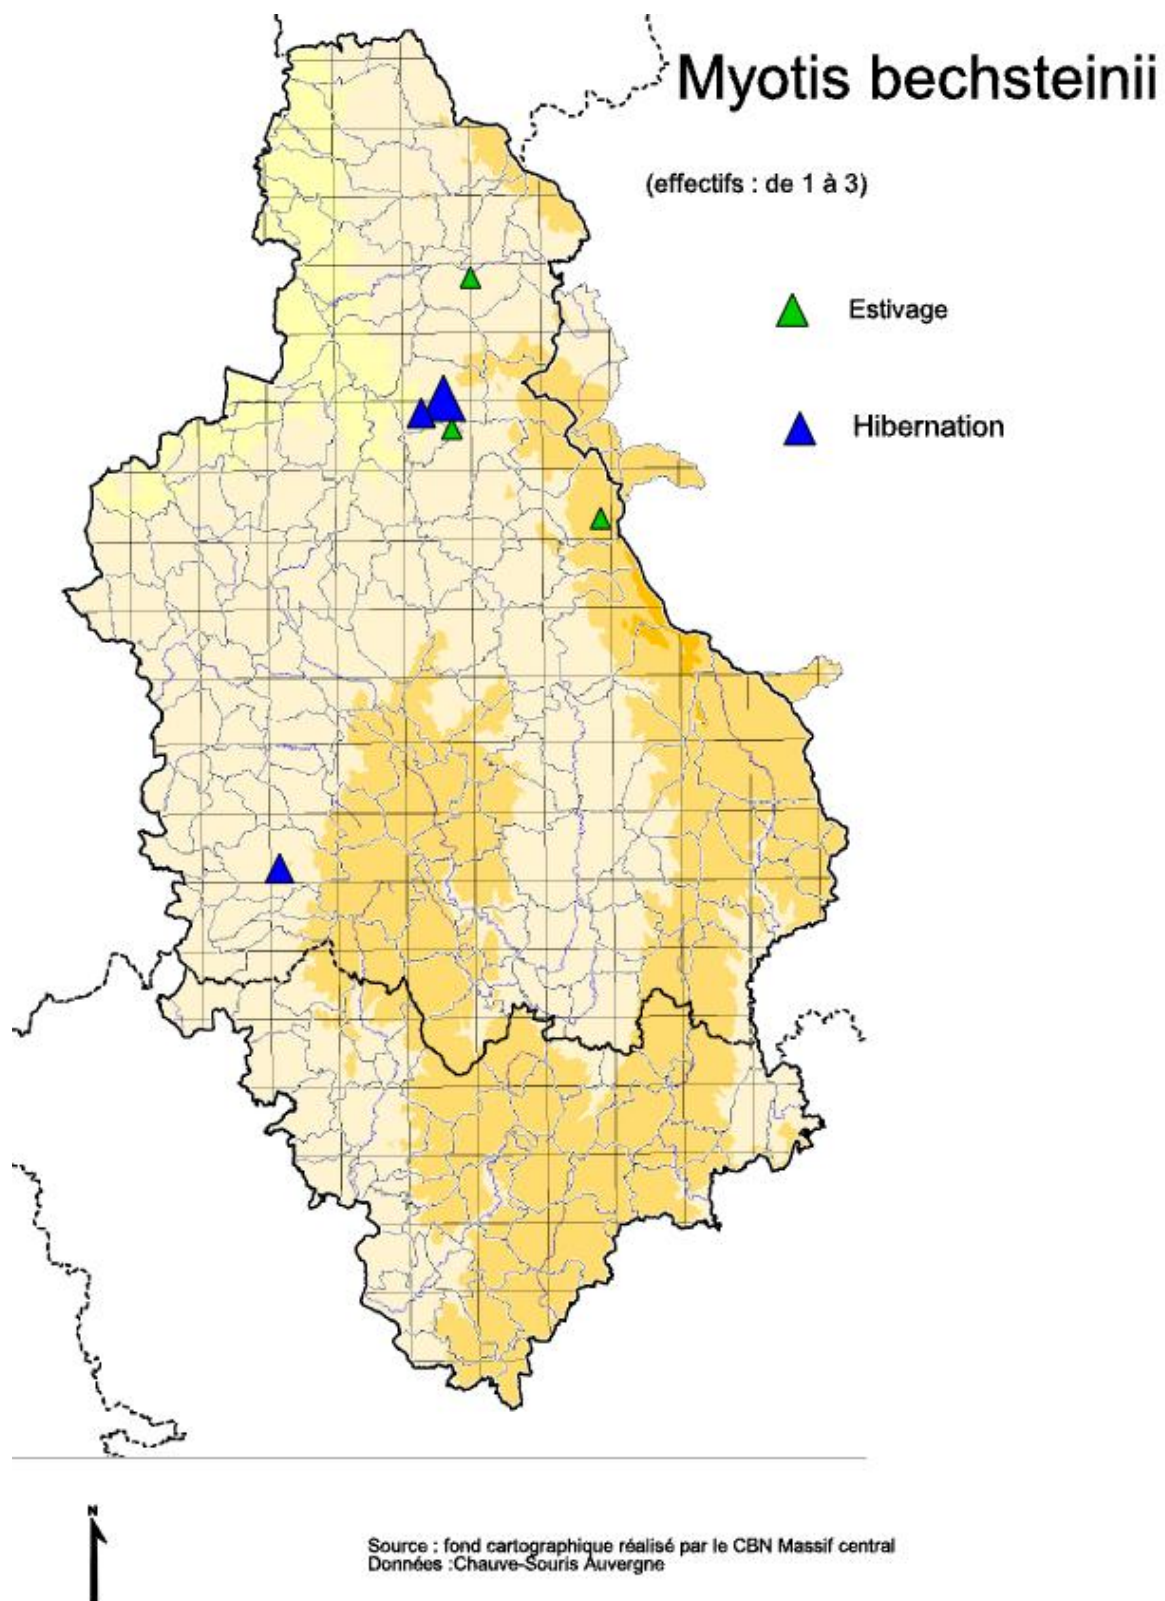 Myotis bechsteinii
(effectifs : de 1 à 3)
Estivage
Hibernation
N
Source : fond cartographique réalisé par le CBN Massif central
Données :Chauve-Souris Auvergne